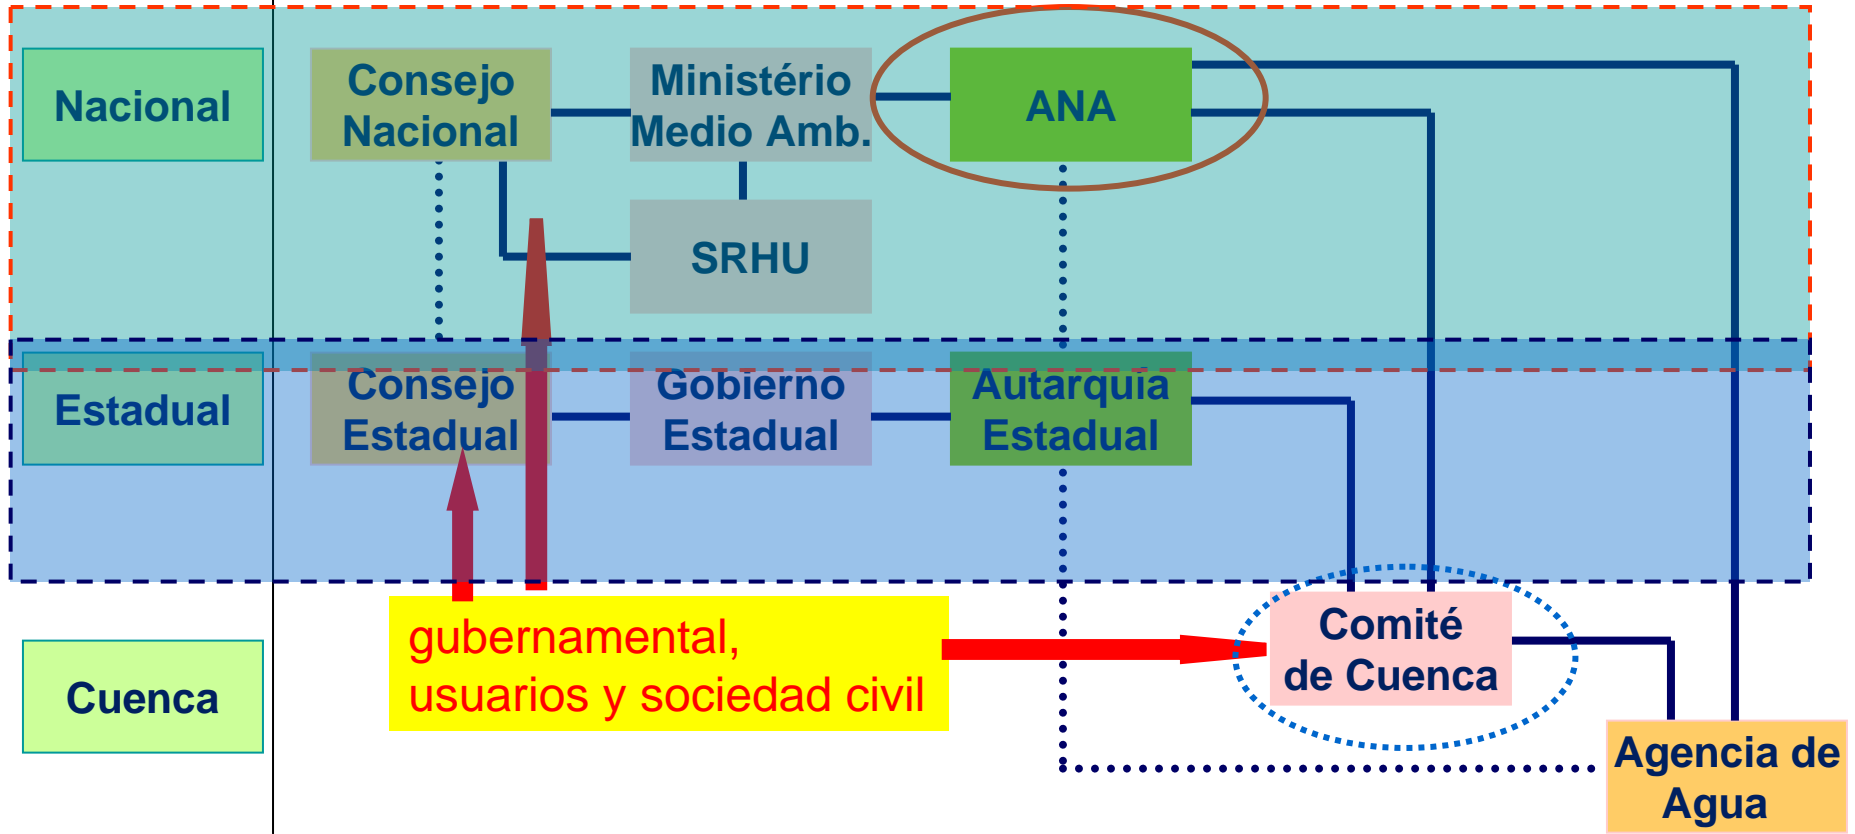 Nacional
Consejo
Nacional
Ministério
Medio Amb.
ANA
SRHU
Estadual
Consejo
Estadual
Gobierno
Estadual
Autarquía
Estadual
Cuenca
gubernamental,
usuarios y sociedad civil
Comité
de Cuenca
Agencia de
Agua